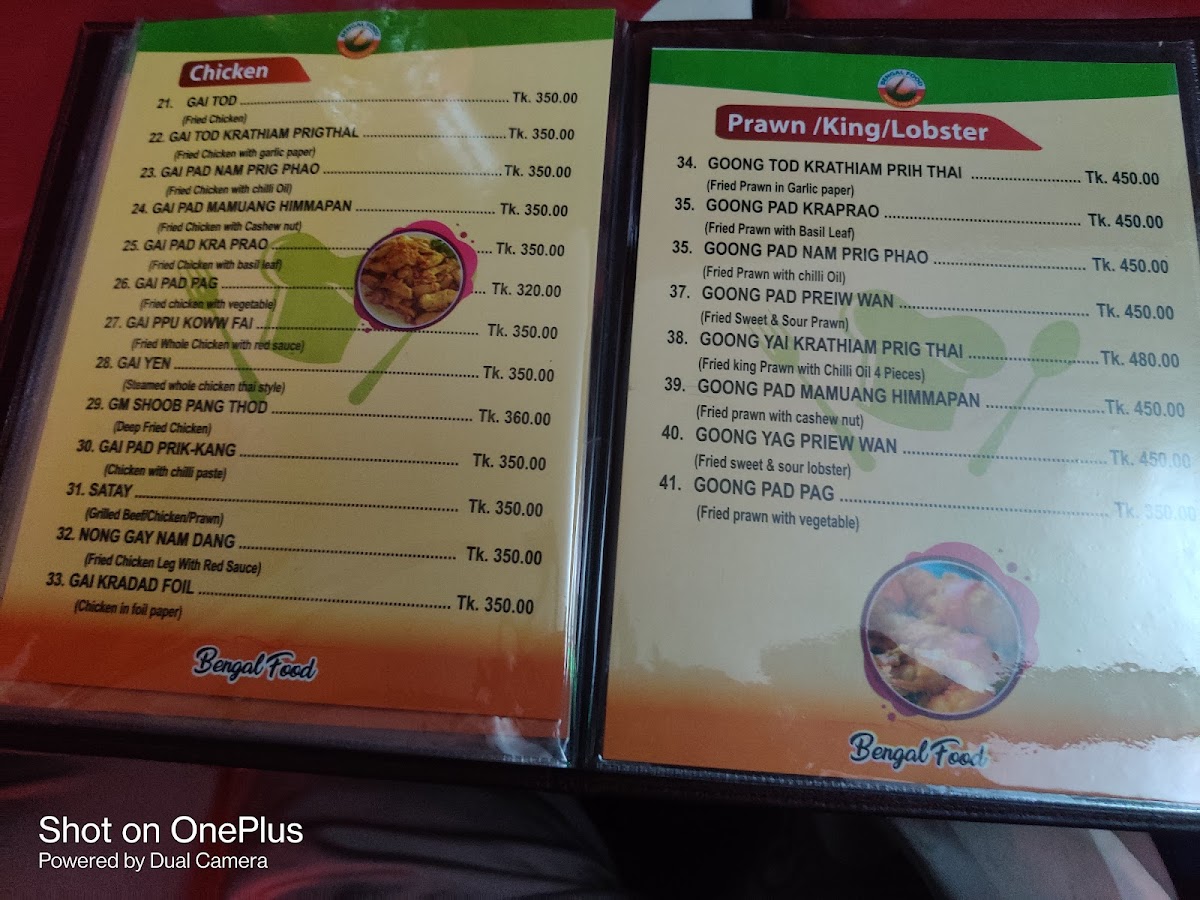 BENGAL FOOD
Chicken
21. GAI TOD ........ Tk. 350.00
(Fried Chicken)
22. GAI TOD KRATHIAM PRIGTHAL ........ Tk. 350.00
(Fried Chicken with garlic paper)
23. GAI PAD NAM PRIG PHAO ........ Tk. 350.00
(Fried Chicken with chilli Oil)
24. GAI PAD MAMUANG HIMMAPAN ........ Tk. 350.00
(Fried Chicken with Cashew nut)
25. GAI PAD KRA PRAO ........ Tk. 350.00
(Fried Chicken with basil leaf)
26. GAI PAD PAG ........ Tk. 320.00
(Fried chicken with vegetable)
27. GAI PPU KOWW FAI ........ Tk. 350.00
(Fried Whole Chicken with red sauce)
28. GAI YEN ........ Tk. 350.00
(Steamed whole chicken thai style)
29. GM SHOOB PANG THOD ........ Tk. 360.00
(Deep Fried Chicken)
30. GAI PAD PRIK-KANG ........ Tk. 350.00
(Chicken with chilli paste)
31. SATAY ........ Tk. 350.00
(Grilled Beef/Chicken/Prawn)
32. NONG GAY NAM DANG ........ Tk. 350.00
(Fried Chicken Leg With Red Sauce)
33. GAI KRADAD FOIL ........ Tk. 350.00
(Chicken in foil paper)
Bengal Food
BENGAL FOOD
Prawn /King/Lobster
34. GOONG TOD KRATHIAM PRIH THAI ........ Tk. 450.00
(Fried Prawn in Garlic paper)
35. GOONG PAD KRAPRAO ........ Tk. 450.00
(Fried Prawn with Basil Leaf)
35. GOONG PAD NAM PRIG PHAO ........ Tk. 450.00
(Fried Prawn with chilli Oil)
37. GOONG PAD PREIW WAN ........ Tk. 450.00
(Fried Sweet & Sour Prawn)
38. GOONG YAI KRATHIAM PRIG THAI ........ Tk. 480.00
(Fried king Prawn with Chilli Oil 4 Pieces)
39. GOONG PAD MAMUANG HIMMAPAN ........ Tk. 450.00
(Fried prawn with cashew nut)
40. GOONG YAG PRIEW WAN ........ Tk. 450.00
(Fried sweet & sour lobster)
41. GOONG PAD PAG ........ Tk. 350.00
(Fried prawn with vegetable)
Bengal Food
Shot on OnePlus
Powered by Dual Camera